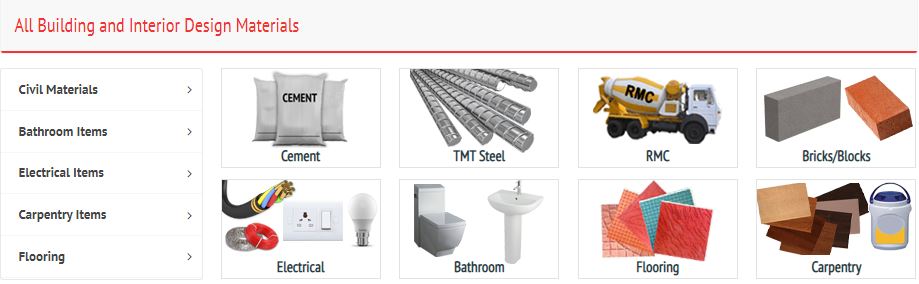 All Building and Interior Design Materials
Civil Materials
Bathroom Items
Electrical Items
Carpentry Items
Flooring
CEMENT
Cement
TMT Steel
RMC
RMC
Bricks/Blocks
Electrical
Bathroom
Flooring
Carpentry